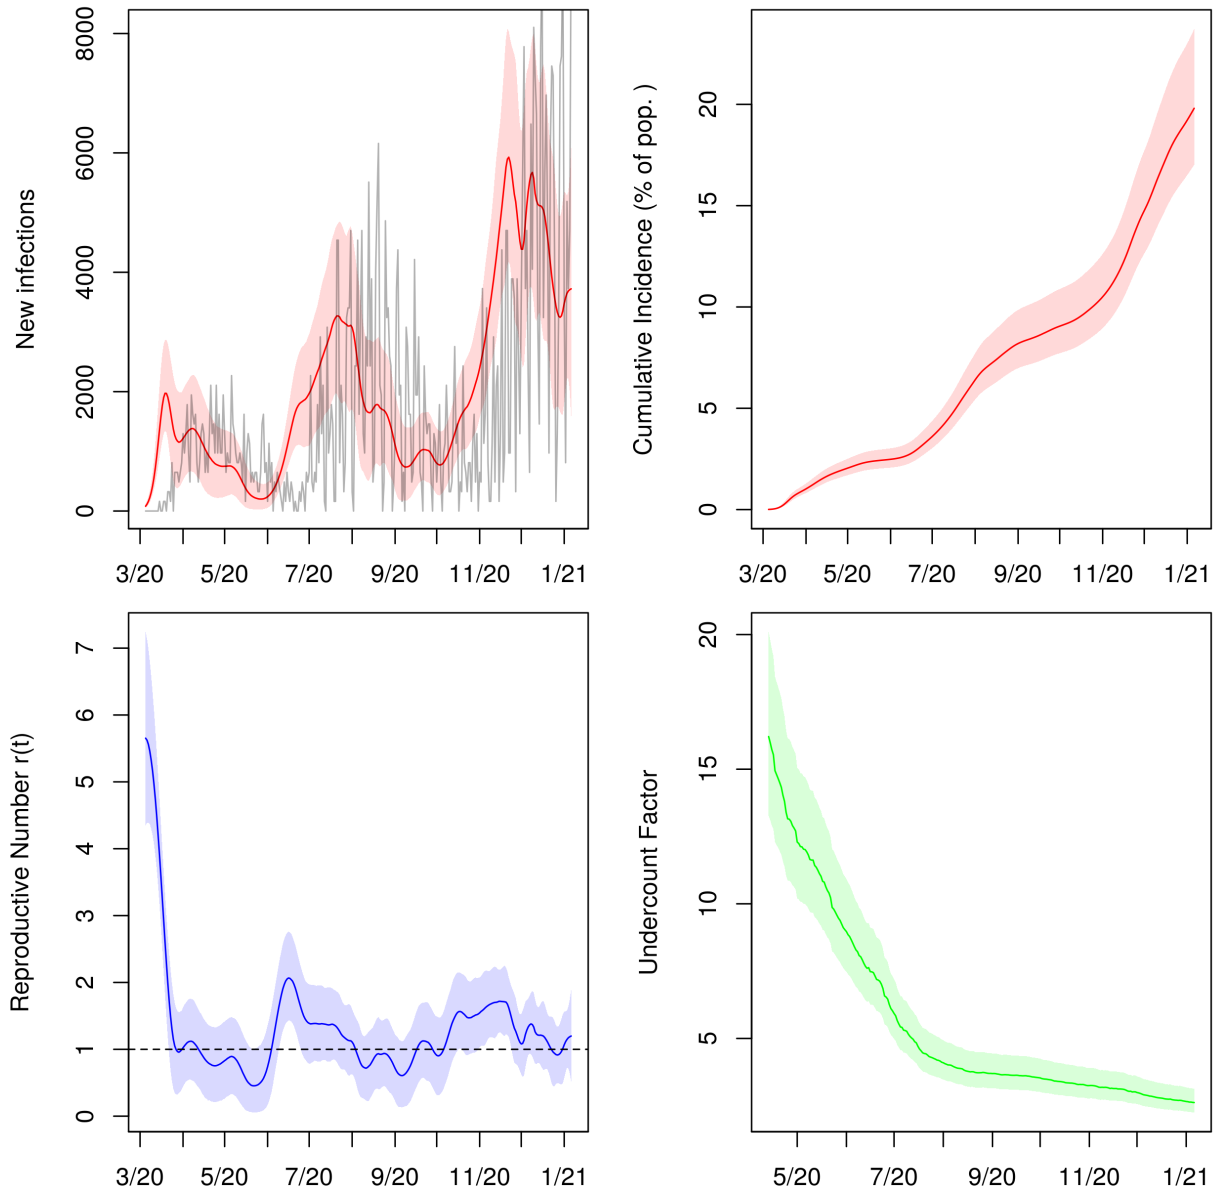 New infections
8000
6000
4000
2000
0
3/20 5/20 7/20 9/20 11/20 1/21
Cumulative Incidence (% of pop. )
20
15
10
5
0
3/20 5/20 7/20 9/20 11/20 1/21
Reproductive Number r(t)
7
6
5
4
3
2
1
0
3/20 5/20 7/20 9/20 11/20 1/21
Undercount Factor
20
15
10
5
5/20 7/20 9/20 11/20 1/21